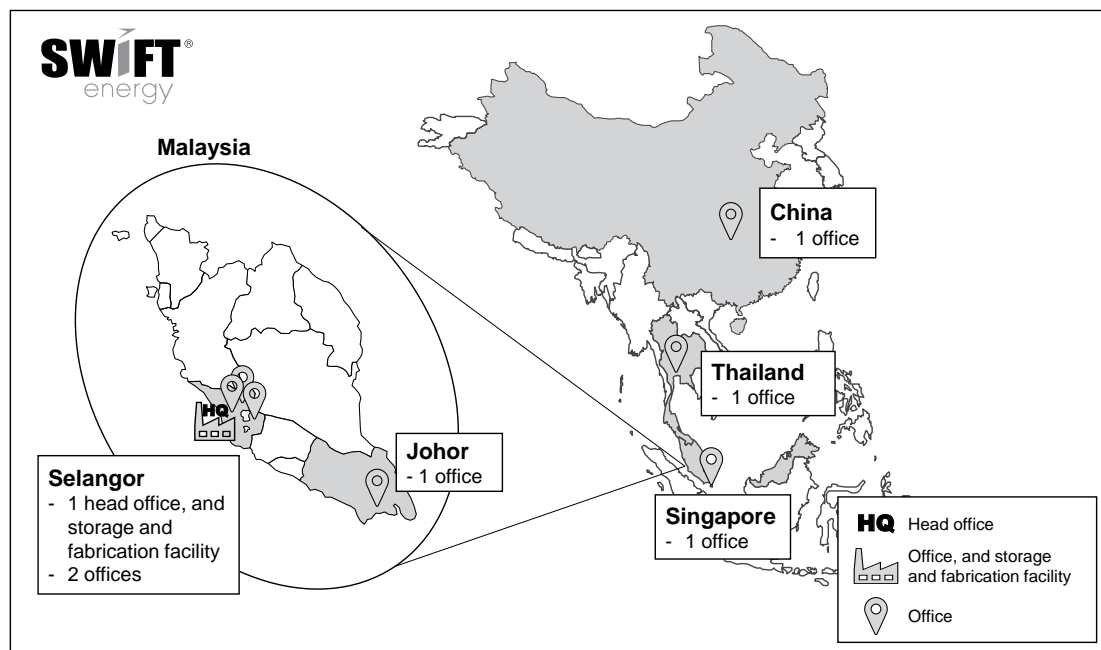 SWiFT®
energy
Malaysia
China
- 1 office
Thailand
- 1 office
Johor
- 1 office
HQ
Selangor
- 1 head office, and
storage and
fabrication facility
- 2 offices
Singapore
- 1 office
HQ Head office
Office, and storage
and fabrication facility
Office